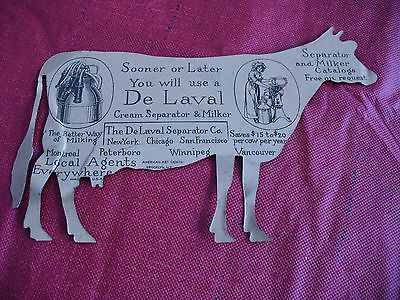 Sooner or Later
You will use a
De Laval
Cream Separator & Milker
Separator
and Milker
Catalogs
Free on request
The Better Way
of Milking
The De Laval Separator Co.
New York Chicago San Francisco
Saves $15 to $20
per cow per year
Montreal Peterboro Winnipeg Vancouver
Local Agents
Everywhere
AMERICAN ART WORKS
BROOKLYN